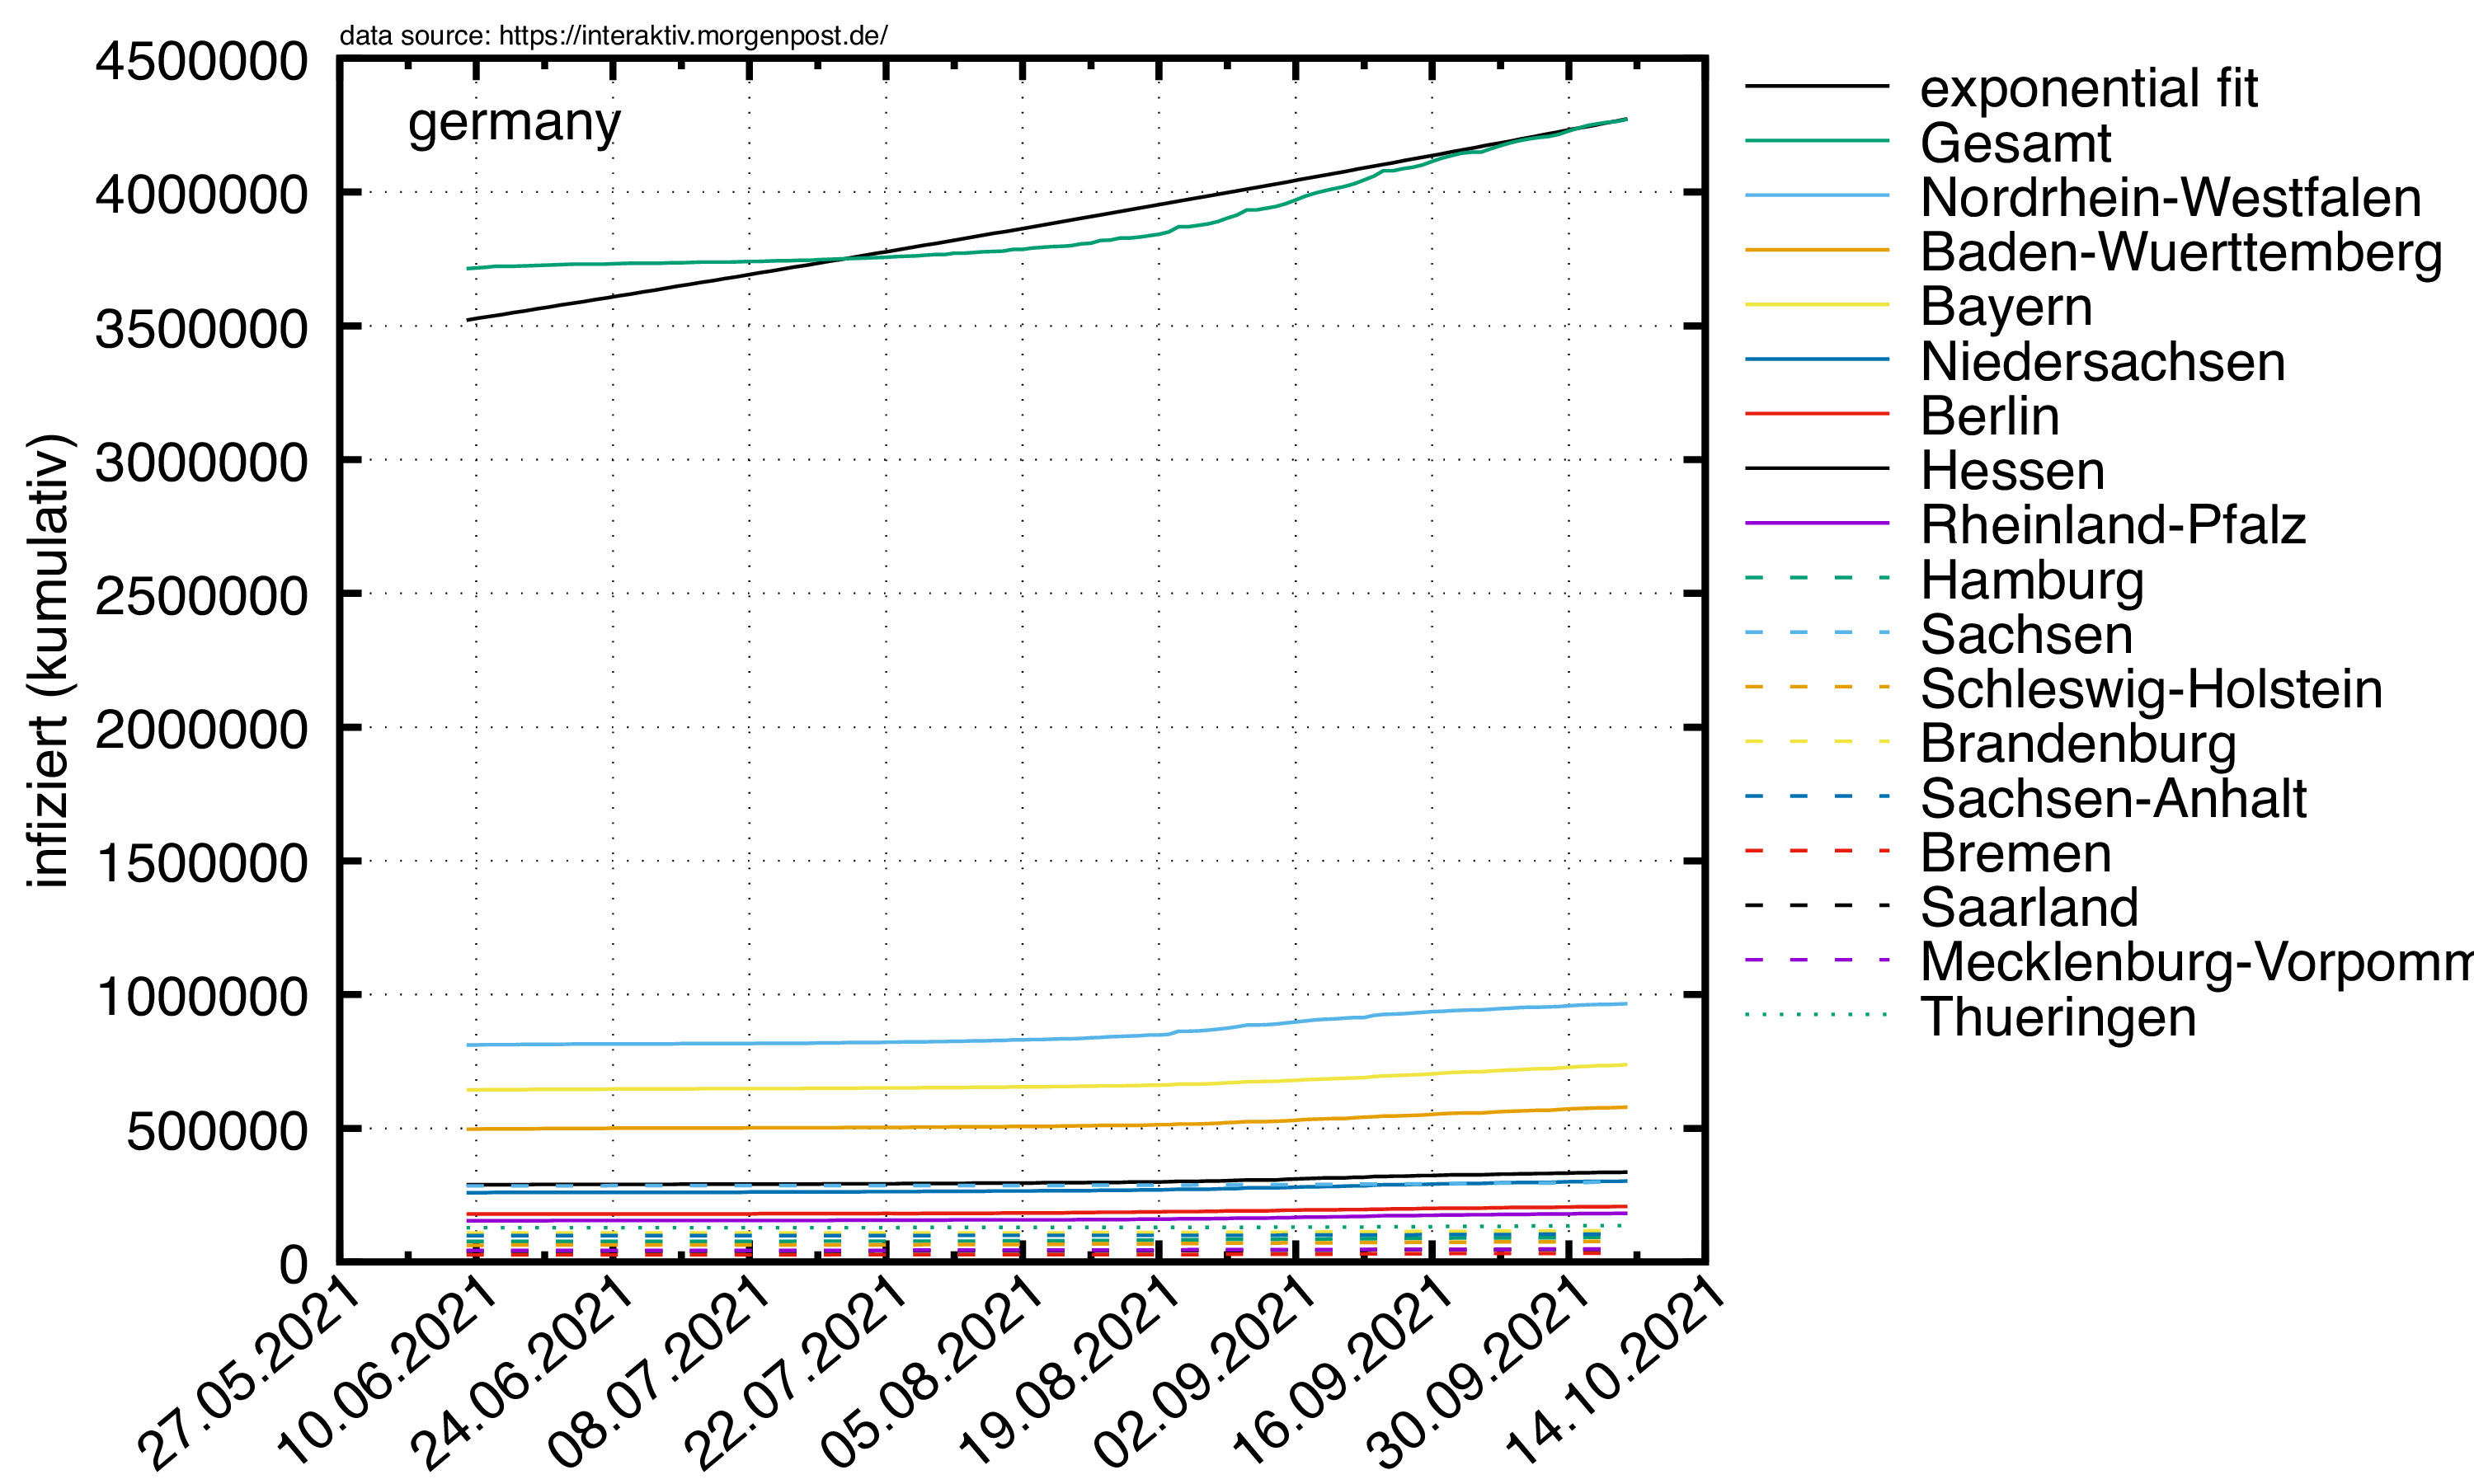 data source: https://interaktiv.morgenpost.de/
4500000
4000000
3500000
3000000
2500000
2000000
1500000
1000000
500000
0
infiziert (kumulativ)
germany
27.05.2021
10.06.2021
24.06.2021
08.07.2021
22.07.2021
05.08.2021
19.08.2021
02.09.2021
16.09.2021
30.09.2021
14.10.2021
exponential fit
Gesamt
Nordrhein-Westfalen
Baden-Wuerttemberg
Bayern
Niedersachsen
Berlin
Hessen
Rheinland-Pfalz
Hamburg
Sachsen
Schleswig-Holstein
Brandenburg
Sachsen-Anhalt
Bremen
Saarland
Mecklenburg-Vorpomm
Thueringen